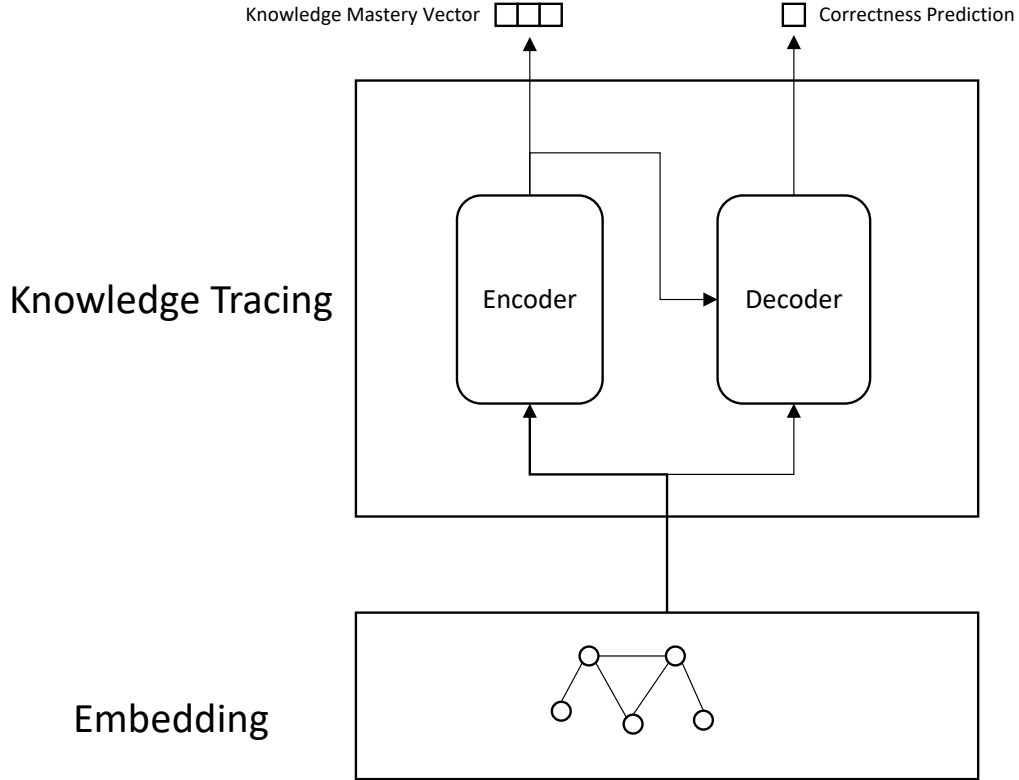 Knowledge Mastery Vector
Correctness Prediction
Knowledge Tracing
Encoder
Decoder
Embedding